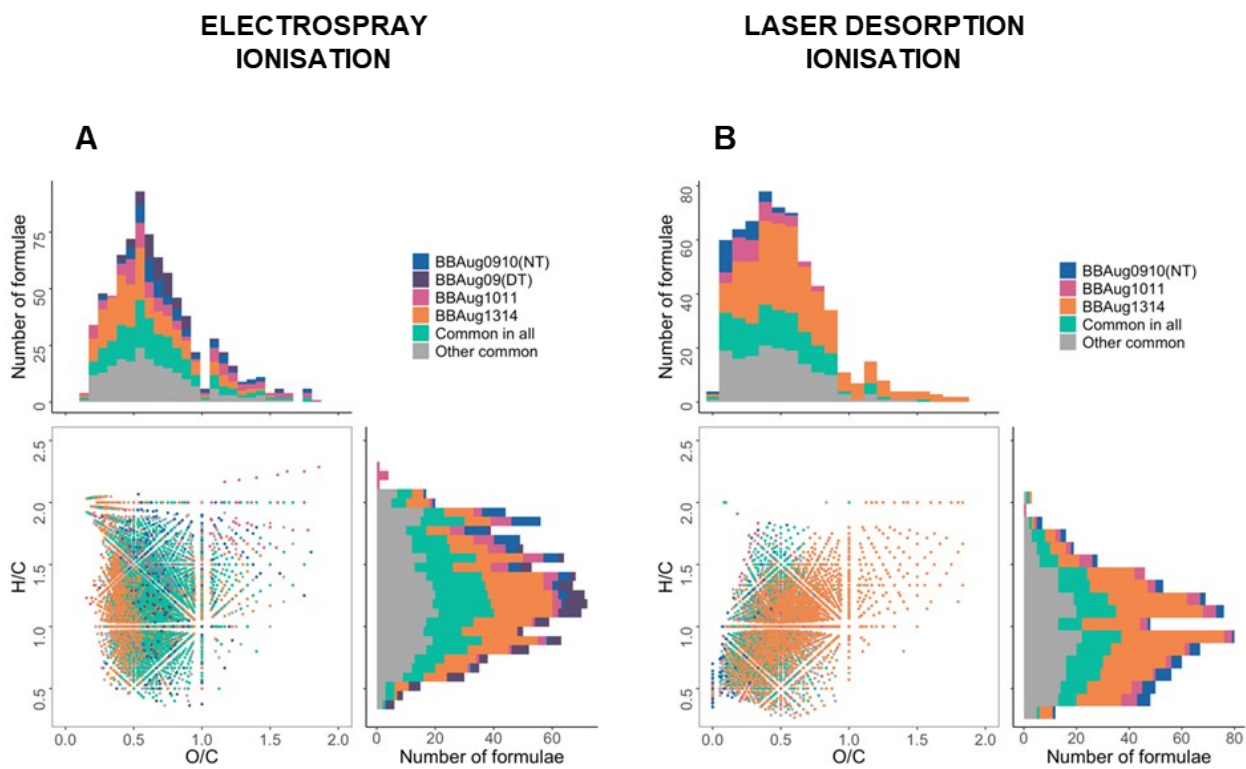 ELECTROSPRAY
IONISATION
LASER DESORPTION
IONISATION
A
B
Number of formulae
0 25 50 75
BBAug0910(NT)
BBAug09(DT)
BBAug1011
BBAug1314
Common in all
Other common
Number of formulae
0 20 40 60 80
BBAug0910(NT)
BBAug1011
BBAug1314
Common in all
Other common
H/C
0.5 1.0 1.5 2.0 2.5
0.0 0.5 1.0 1.5 2.0
O/C
0 20 40 60
Number of formulae
H/C
0.5 1.0 1.5 2.0 2.5
0.0 0.5 1.0 1.5 2.0
O/C
0 20 40 60 80
Number of formulae